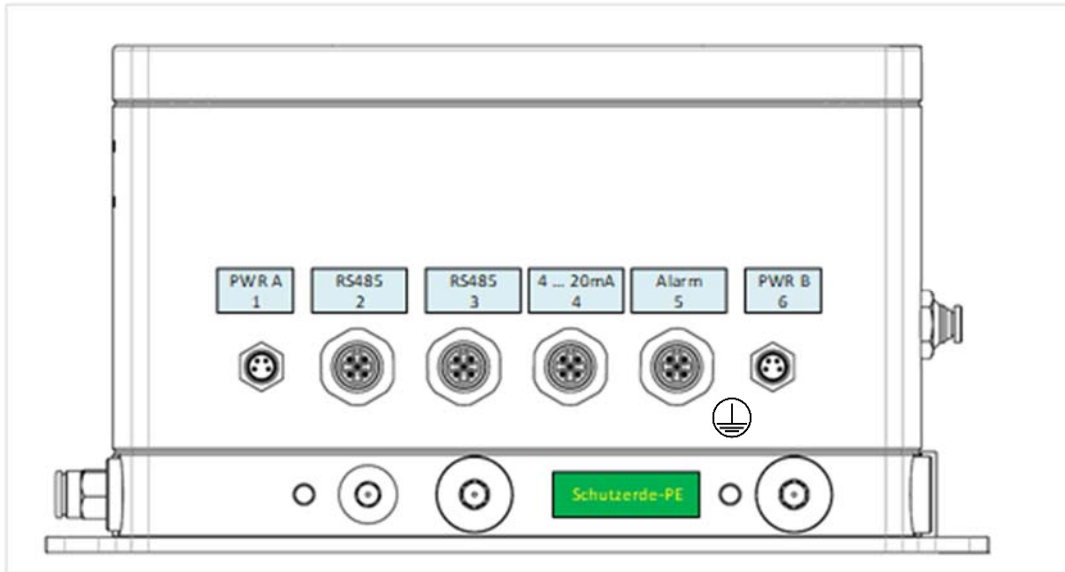 PWR A
1
RS485
2
RS485
3
4 ... 20mA
4
Alarm
5
PWR B
6
Schutzerde-PE